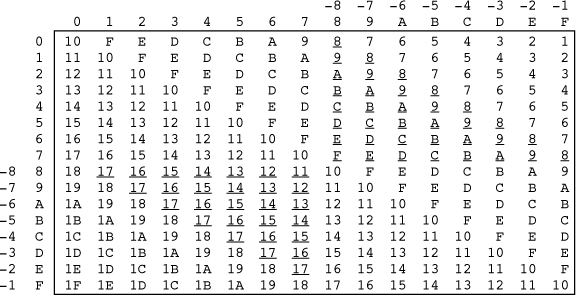 −8 −7 −6 −5 −4 −3 −2 −1
0 1 2 3 4 5 6 7 8 9 A B C D E F
0 10 F E D C B A 9 8 7 6 5 4 3 2 1
1 11 10 F E D C B A 9 8 7 6 5 4 3 2
2 12 11 10 F E D C B A 9 8 7 6 5 4 3
3 13 12 11 10 F E D C B A 9 8 7 6 5 4
4 14 13 12 11 10 F E D C B A 9 8 7 6 5
5 15 14 13 12 11 10 F E D C B A 9 8 7 6
6 16 15 14 13 12 11 10 F E D C B A 9 8 7
7 17 16 15 14 13 12 11 10 F E D C B A 9 8
−8 8 18 17 16 15 14 13 12 11 10 F E D C B A 9
−7 9 19 18 17 16 15 14 13 12 11 10 F E D C B A
−6 A 1A 19 18 17 16 15 14 13 12 11 10 F E D C B
−5 B 1B 1A 19 18 17 16 15 14 13 12 11 10 F E D C
−4 C 1C 1B 1A 19 18 17 16 15 14 13 12 11 10 F E D
−3 D 1D 1C 1B 1A 19 18 17 16 15 14 13 12 11 10 F E
−2 E 1E 1D 1C 1B 1A 19 18 17 16 15 14 13 12 11 10 F
−1 F 1F 1E 1D 1C 1B 1A 19 18 17 16 15 14 13 12 11 10